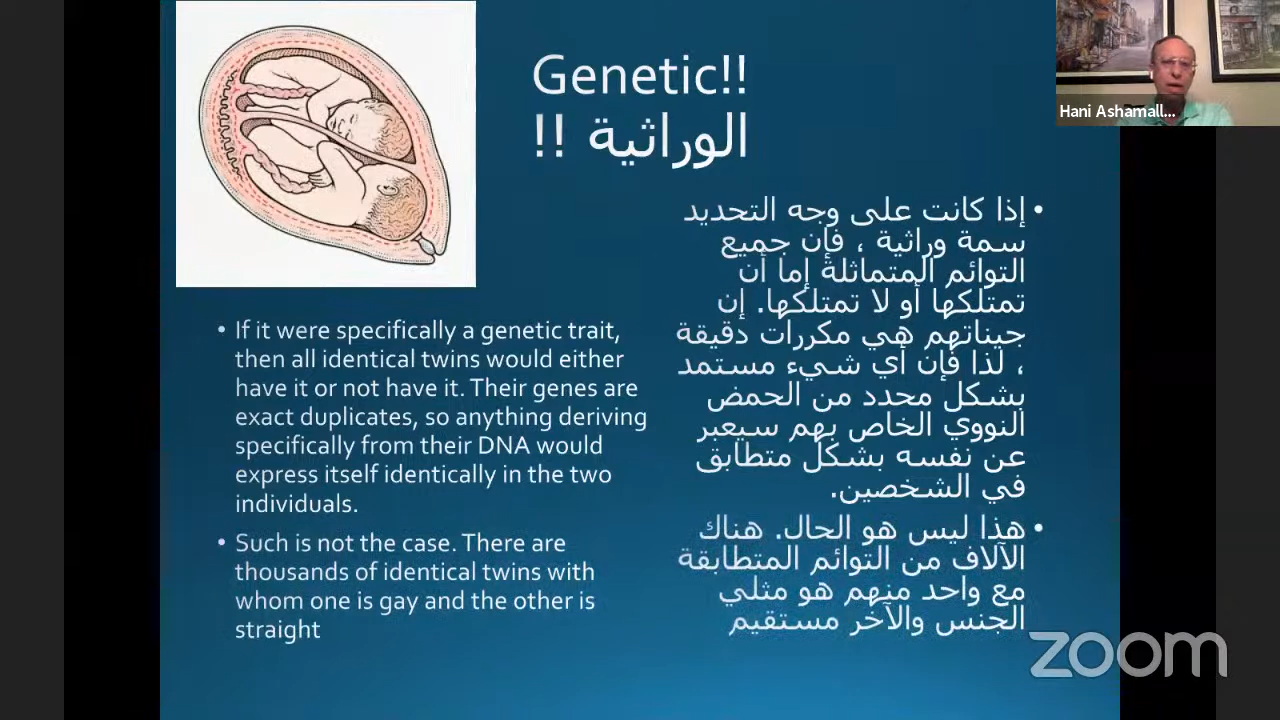 Genetic!!
الوراثية !!
Hani Ashamall...
If it were specifically a genetic trait,
then all identical twins would either
have it or not have it. Their genes are
exact duplicates, so anything deriving
specifically from their DNA would
express itself identically in the two
individuals.
Such is not the case. There are
thousands of identical twins with
whom one is gay and the other is
straight
إذا كانت على وجه التحديد
سمة وراثية ، فإن جميع
التوائم المتماثلة إما أن
تمتلكها أو لا تمتلكها. إن
جيناتهم هي مكررات دقيقة
، لذا فإن أي شيء مستمد
بشكل محدد من الحمض
النووي الخاص بهم سيعبر
عن نفسه بشكل متطابق
في الشخصين.
هذا ليس هو الحال. هناك
الآلاف من التوائم المتطابقة
مع واحد منهم هو مثلي
الجنس والآخر مستقيم
zoom